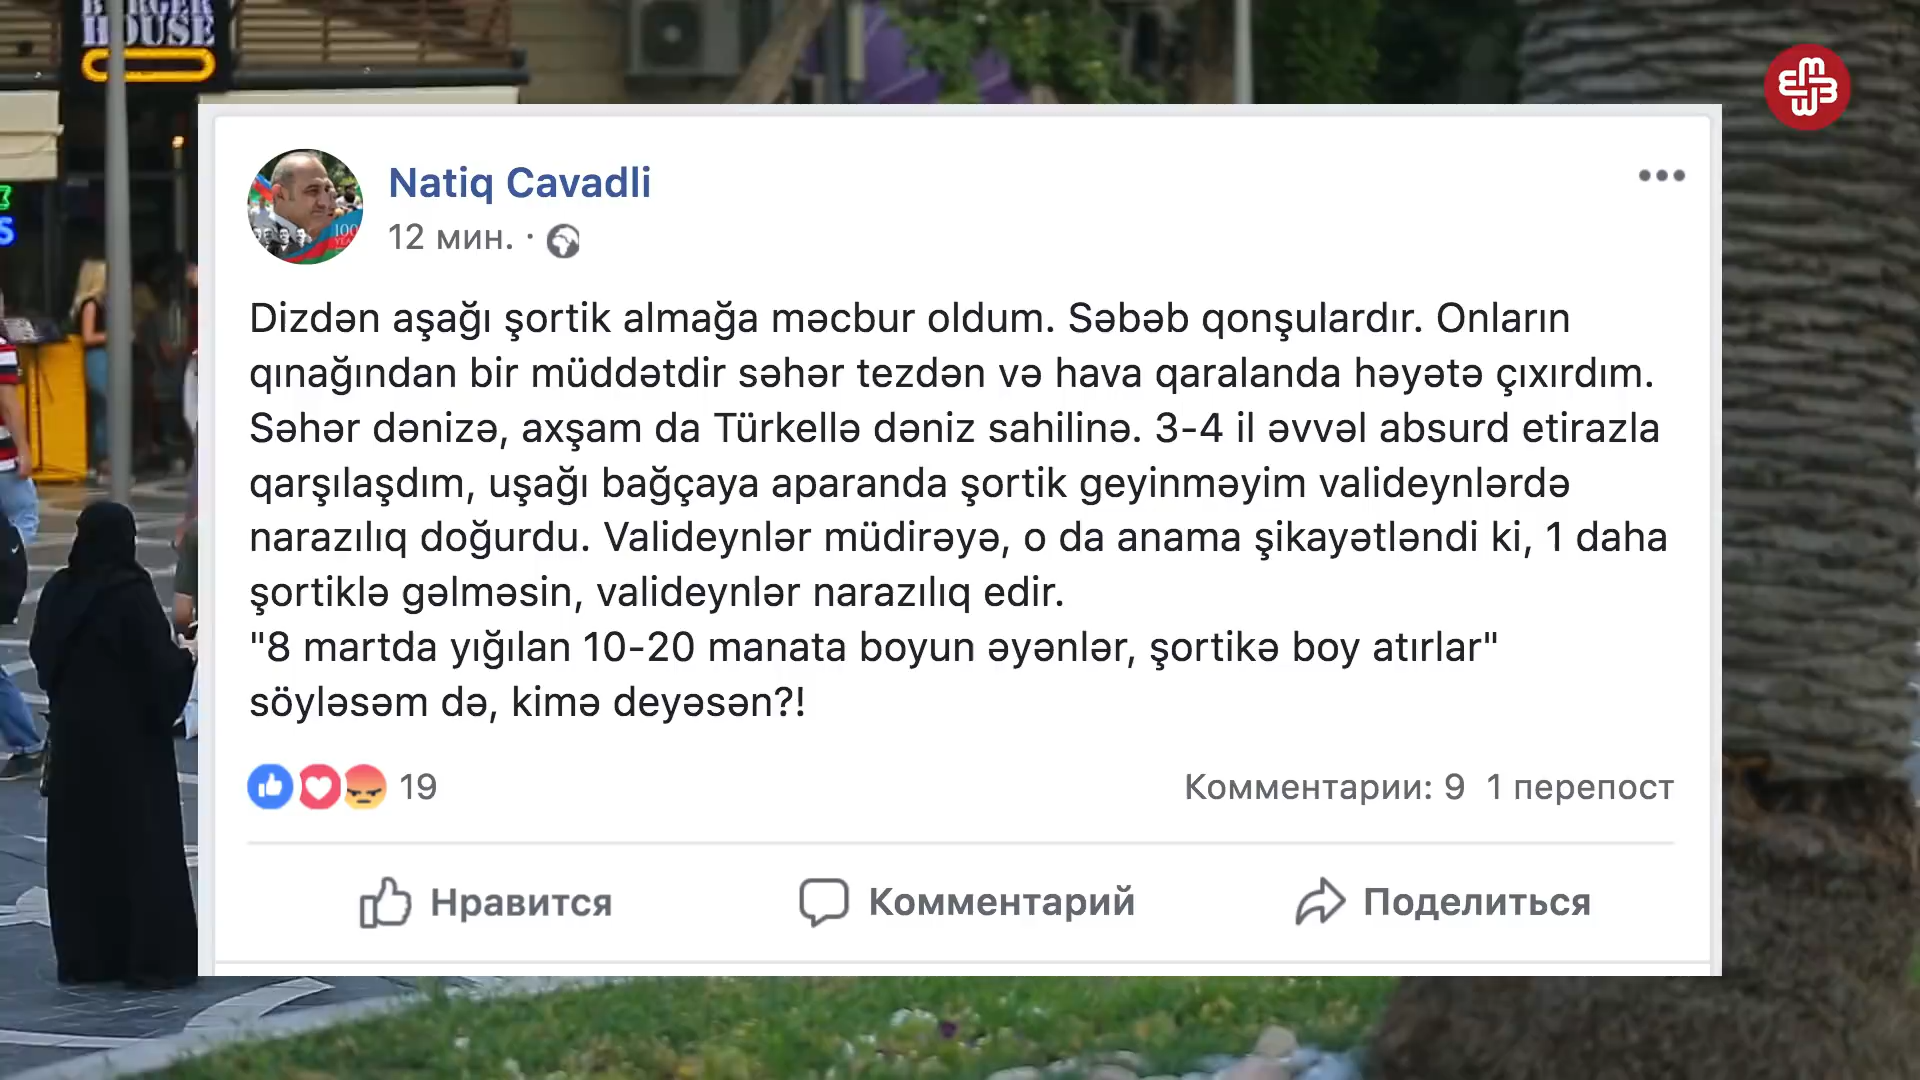 BURGER
HOUSE
Natiq Cavadli
12 мин. ·
Dizdən aşağı şortik almağa məcbur oldum. Səbəb qonşulardır. Onların
qınağından bir müddətdir səhər tezdən və hava qaralanda həyətə çıxırdım.
Səhər dənizə, axşam da Türkellə dəniz sahilinə. 3-4 il əvvəl absurd etirazla
qarşılaşdım, uşağı bağçaya aparanda şortik geyinməyim valideynlərdə
narazılıq doğurdu. Valideynlər müdirəyə, o da anama şikayətləndi ki, 1 daha
şortiklə gəlməsin, valideynlər narazılıq edir.
"8 martda yığılan 10-20 manata boyun əyənlər, şortikə boy atırlar"
söyləsəm də, kimə deyəsən?!
19
Комментарии: 9 1 перепост
Нравится
Комментарий
Поделиться